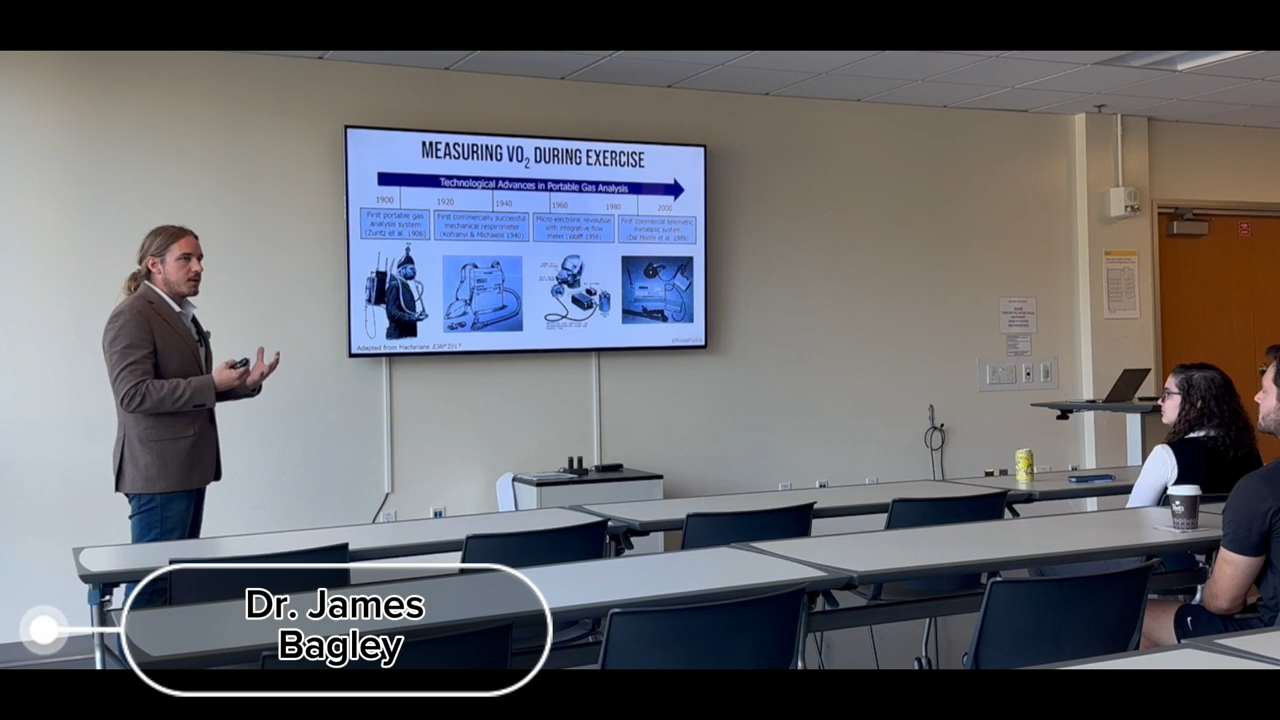 MEASURING VO2 DURING EXERCISE
Technological Advances in Portable Gas Analysis
1900 1920 1940 1960 1980 2000
First portable gas
analysis system
(Zuntz et al. 1906)
First commercially successful
mechanical respirometer
(Kofranyi & Michaelis 1940)
Micro-electronic revolution
with integrative flow
meter (Wolff 1956)
First commercial telemetric
metabolic system
(Dal Monte et al. 1989)
Adapted from Macfarlane EJAP 2017
Dr. James
Bagley